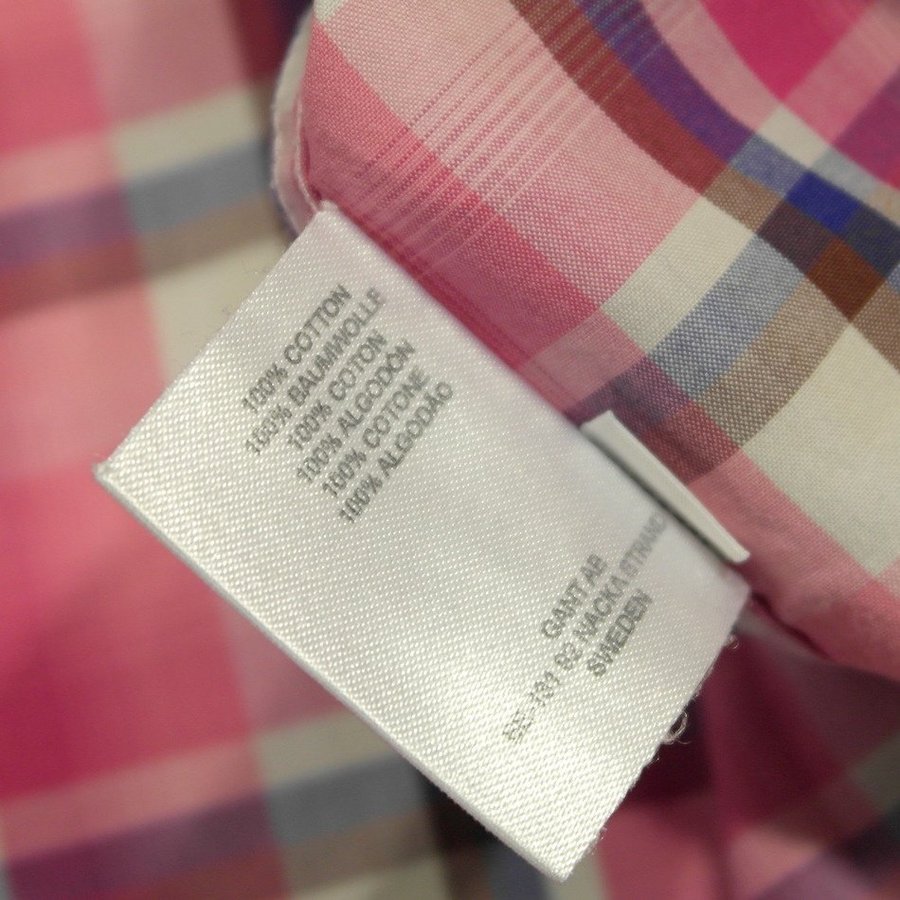 100% COTTON
100% BAUMWOLLE
100% COTON
100% ALGODÓN
100% COTONE
100% ALGODÃO
GANT AB
SE-131 92 NACKA STRAND
SWEDEN